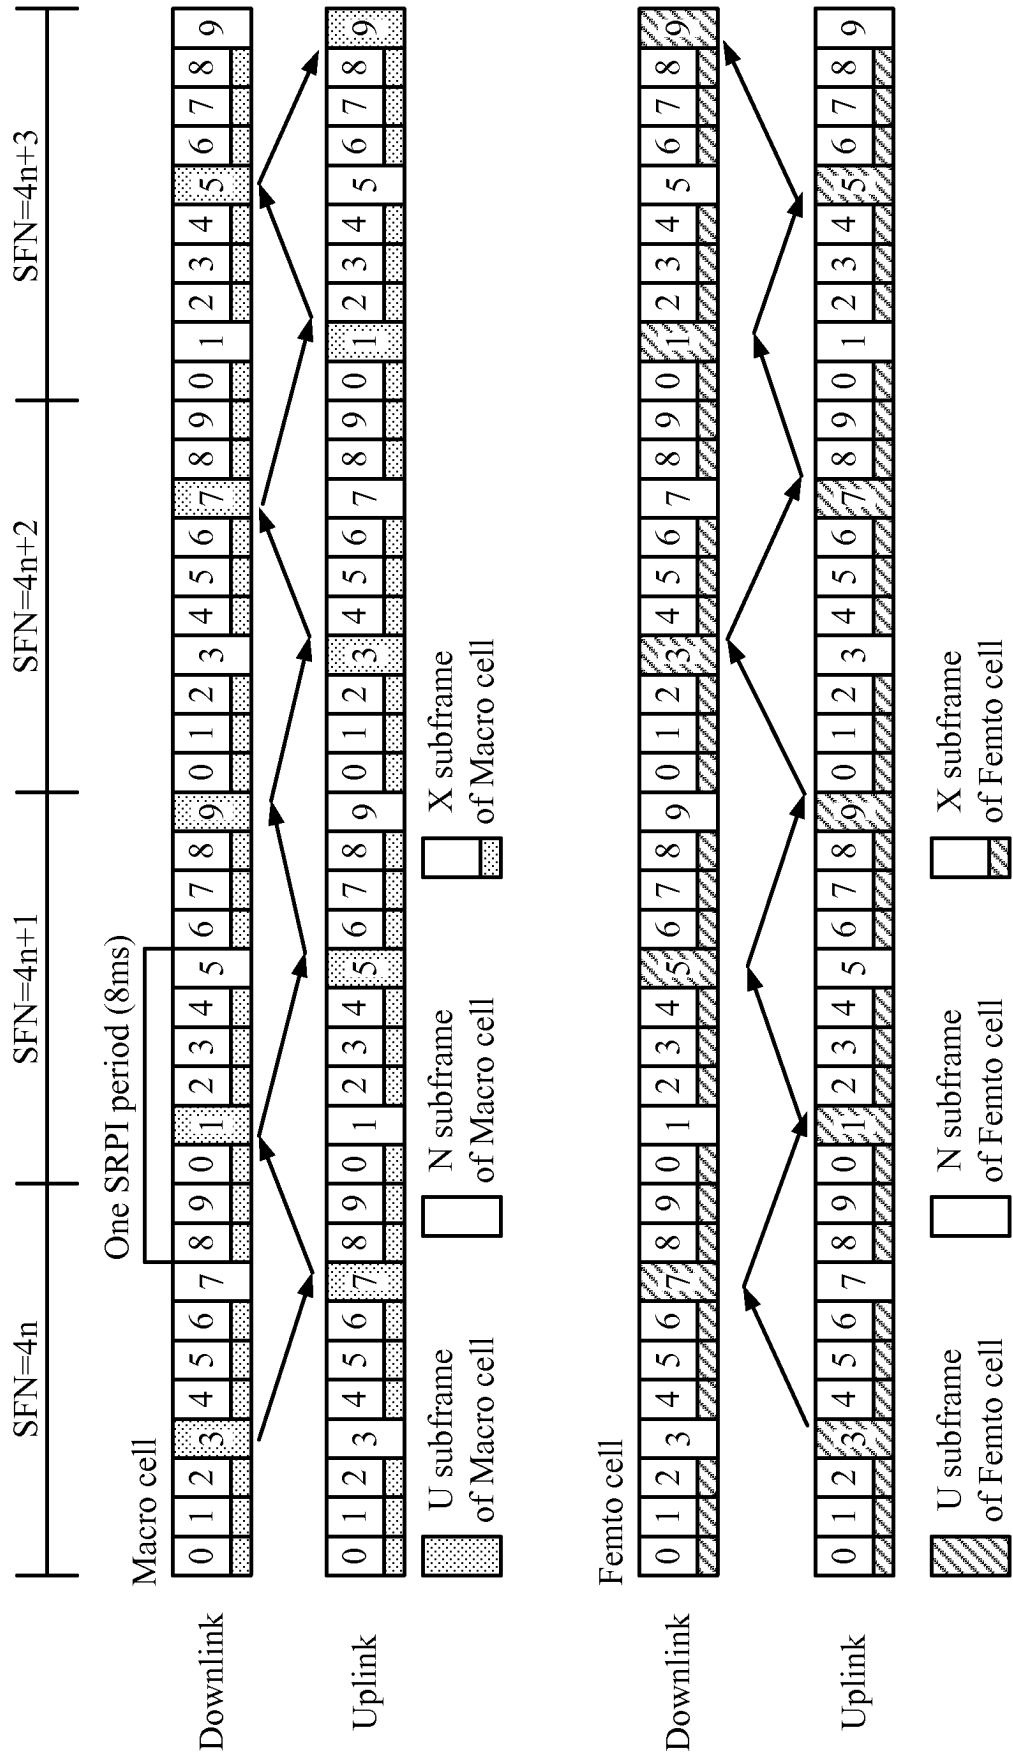 SFN=4n SFN=4n+1 SFN=4n+2 SFN=4n+3
One SRPI period (8ms)
Macro cell
Downlink 0 1 2 3 4 5 6 7 8 9 0 1 2 3 4 5 6 7 8 9 0 1 2 3 4 5 6 7 8 9 0 1 2 3 4 5 6 7 8 9
Uplink 0 1 2 3 4 5 6 7 8 9 0 1 2 3 4 5 6 7 8 9 0 1 2 3 4 5 6 7 8 9 0 1 2 3 4 5 6 7 8 9
U subframe
of Macro cell
N subframe
of Macro cell
X subframe
of Macro cell
Femto cell
Downlink 0 1 2 3 4 5 6 7 8 9 0 1 2 3 4 5 6 7 8 9 0 1 2 3 4 5 6 7 8 9 0 1 2 3 4 5 6 7 8 9
Uplink 0 1 2 3 4 5 6 7 8 9 0 1 2 3 4 5 6 7 8 9 0 1 2 3 4 5 6 7 8 9 0 1 2 3 4 5 6 7 8 9
U subframe
of Femto cell
N subframe
of Femto cell
X subframe
of Femto cell